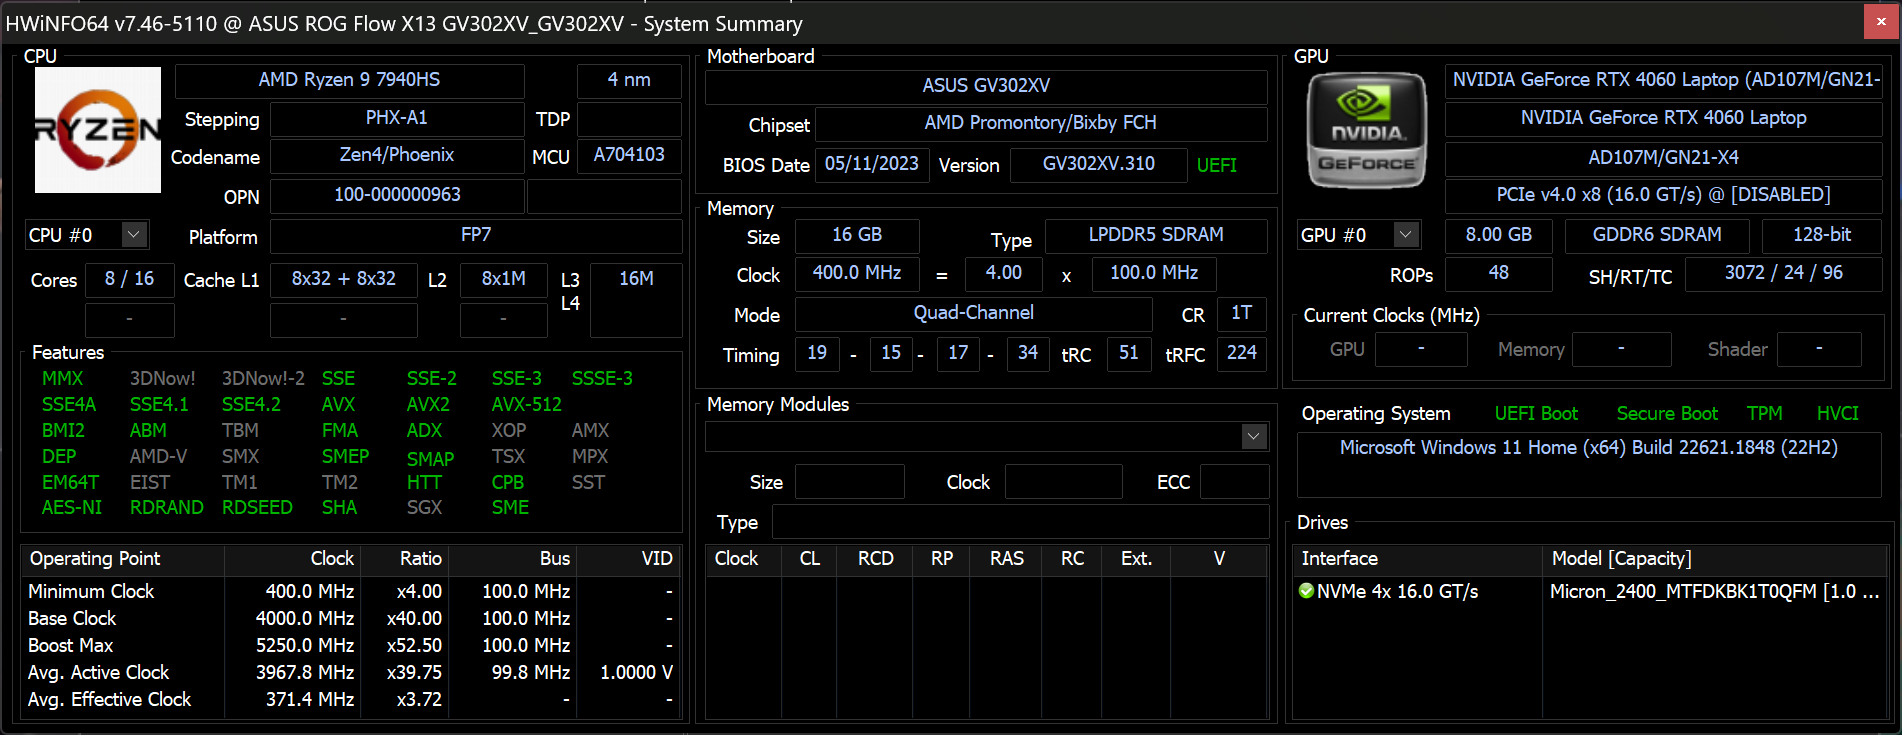 HWiNFO64 v7.46-5110 @ ASUS ROG Flow X13 GV302XV_GV302XV - System Summary
CPU
RYZEN
AMD Ryzen 9 7940HS 4 nm
Stepping PHX-A1 TDP
Codename Zen4/Phoenix MCU A704103
OPN 100-000000963
CPU #0 Platform FP7
Cores 8 / 16 Cache L1 8x32 + 8x32 L2 8x1M L3 16M
- - - L4
Features
MMX 3DNow! 3DNow!-2 SSE SSE-2 SSE-3 SSSE-3
SSE4A SSE4.1 SSE4.2 AVX AVX2 AVX-512
BMI2 ABM TBM FMA ADX XOP AMX
DEP AMD-V SMX SMEP SMAP TSX MPX
EM64T EIST TM1 TM2 HTT CPB SST
AES-NI RDRAND RDSEED SHA SGX SME
Operating Point Clock Ratio Bus VID
Minimum Clock 400.0 MHz x4.00 100.0 MHz -
Base Clock 4000.0 MHz x40.00 100.0 MHz -
Boost Max 5250.0 MHz x52.50 100.0 MHz -
Avg. Active Clock 3967.8 MHz x39.75 99.8 MHz 1.0000 V
Avg. Effective Clock 371.4 MHz x3.72 - -
Motherboard
ASUS GV302XV
Chipset AMD Promontory/Bixby FCH
BIOS Date 05/11/2023 Version GV302XV.310 UEFI
Memory
Size 16 GB Type LPDDR5 SDRAM
Clock 400.0 MHz = 4.00 x 100.0 MHz
Mode Quad-Channel CR 1T
Timing 19 - 15 - 17 - 34 tRC 51 tRFC 224
Memory Modules
Size Clock ECC
Type
Clock CL RCD RP RAS RC Ext. V
GPU
NVIDIA GEFORCE
NVIDIA GeForce RTX 4060 Laptop (AD107M/GN21-
NVIDIA GeForce RTX 4060 Laptop
AD107M/GN21-X4
PCIe v4.0 x8 (16.0 GT/s) @ [DISABLED]
GPU #0 8.00 GB GDDR6 SDRAM 128-bit
ROPs 48 SH/RT/TC 3072 / 24 / 96
Current Clocks (MHz)
GPU - Memory - Shader -
Operating System UEFI Boot Secure Boot TPM HVCI
Microsoft Windows 11 Home (x64) Build 22621.1848 (22H2)
Drives
Interface Model [Capacity]
NVMe 4x 16.0 GT/s Micron_2400_MTFDKBK1T0QFM [1.0 ...